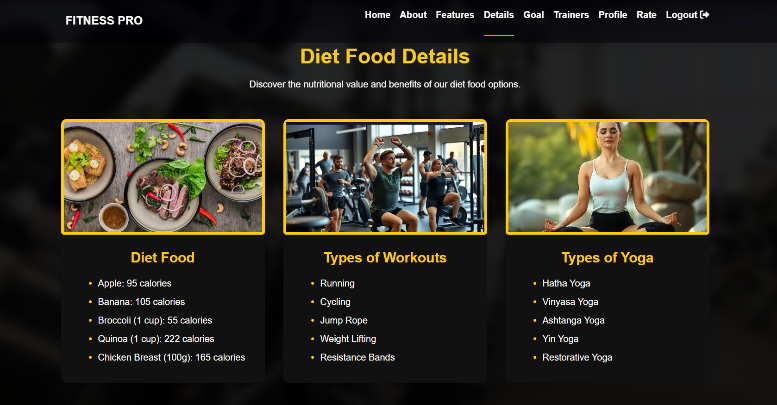 FITNESS PRO
Home About Features Details Goal Trainers Profile Rate Logout
Diet Food Details
Discover the nutritional value and benefits of our diet food options.
Diet Food
Apple: 95 calories
Banana: 105 calories
Broccoli (1 cup): 55 calories
Quinoa (1 cup): 222 calories
Chicken Breast (100g): 165 calories
Types of Workouts
Running
Cycling
Jump Rope
Weight Lifting
Resistance Bands
Types of Yoga
Hatha Yoga
Vinyasa Yoga
Ashtanga Yoga
Yin Yoga
Restorative Yoga